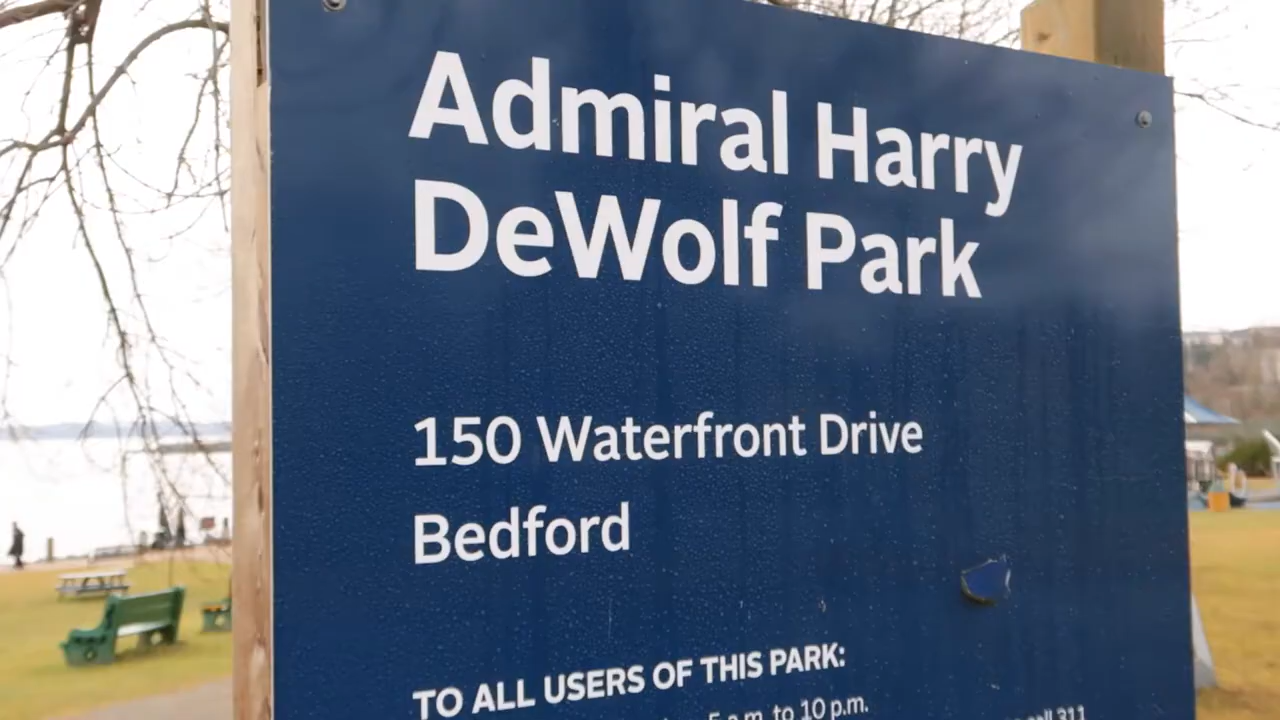 Admiral Harry
DeWolf Park
150 Waterfront Drive
Bedford
TO ALL USERS OF THIS PARK:
5 a.m. to 10 p.m.
call 311